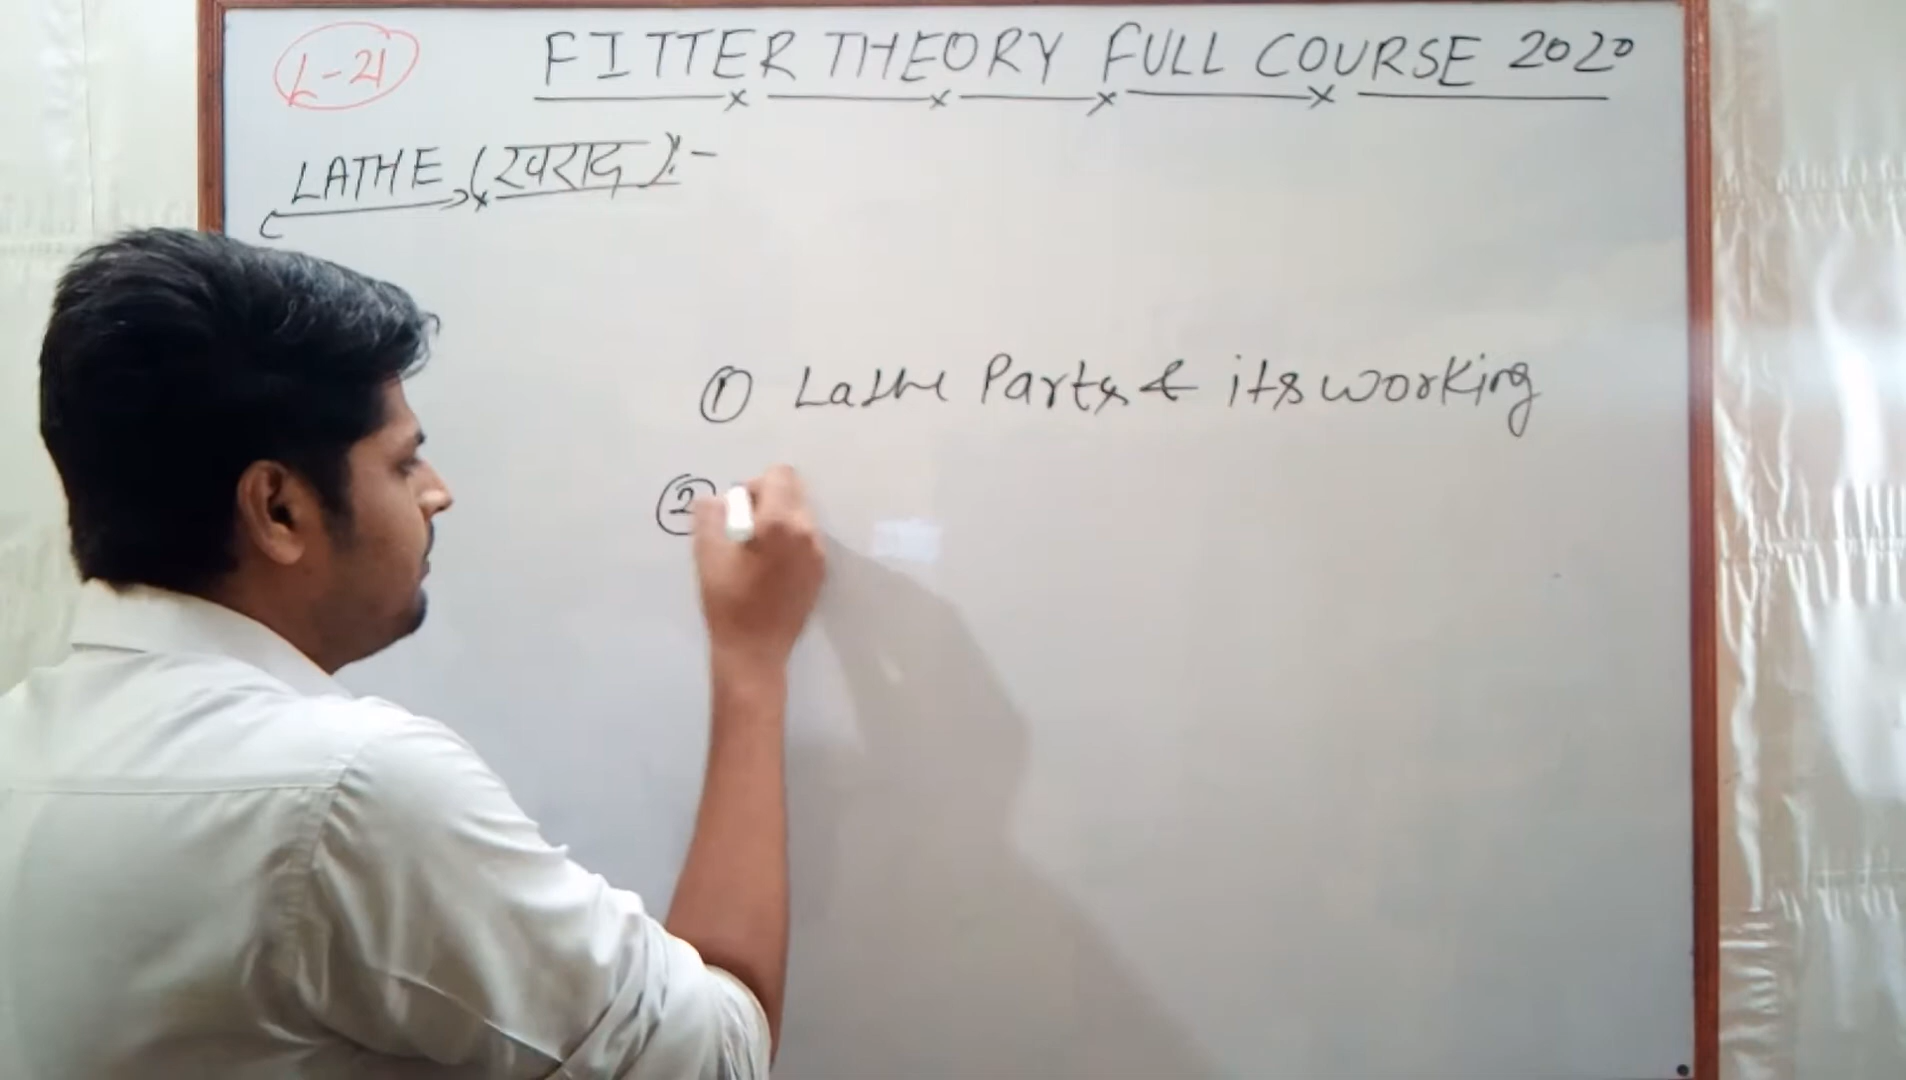 L-21 FITTER THEORY FULL COURSE 2020
LATHE (खराद):-
① Lathe Parts & its working
②